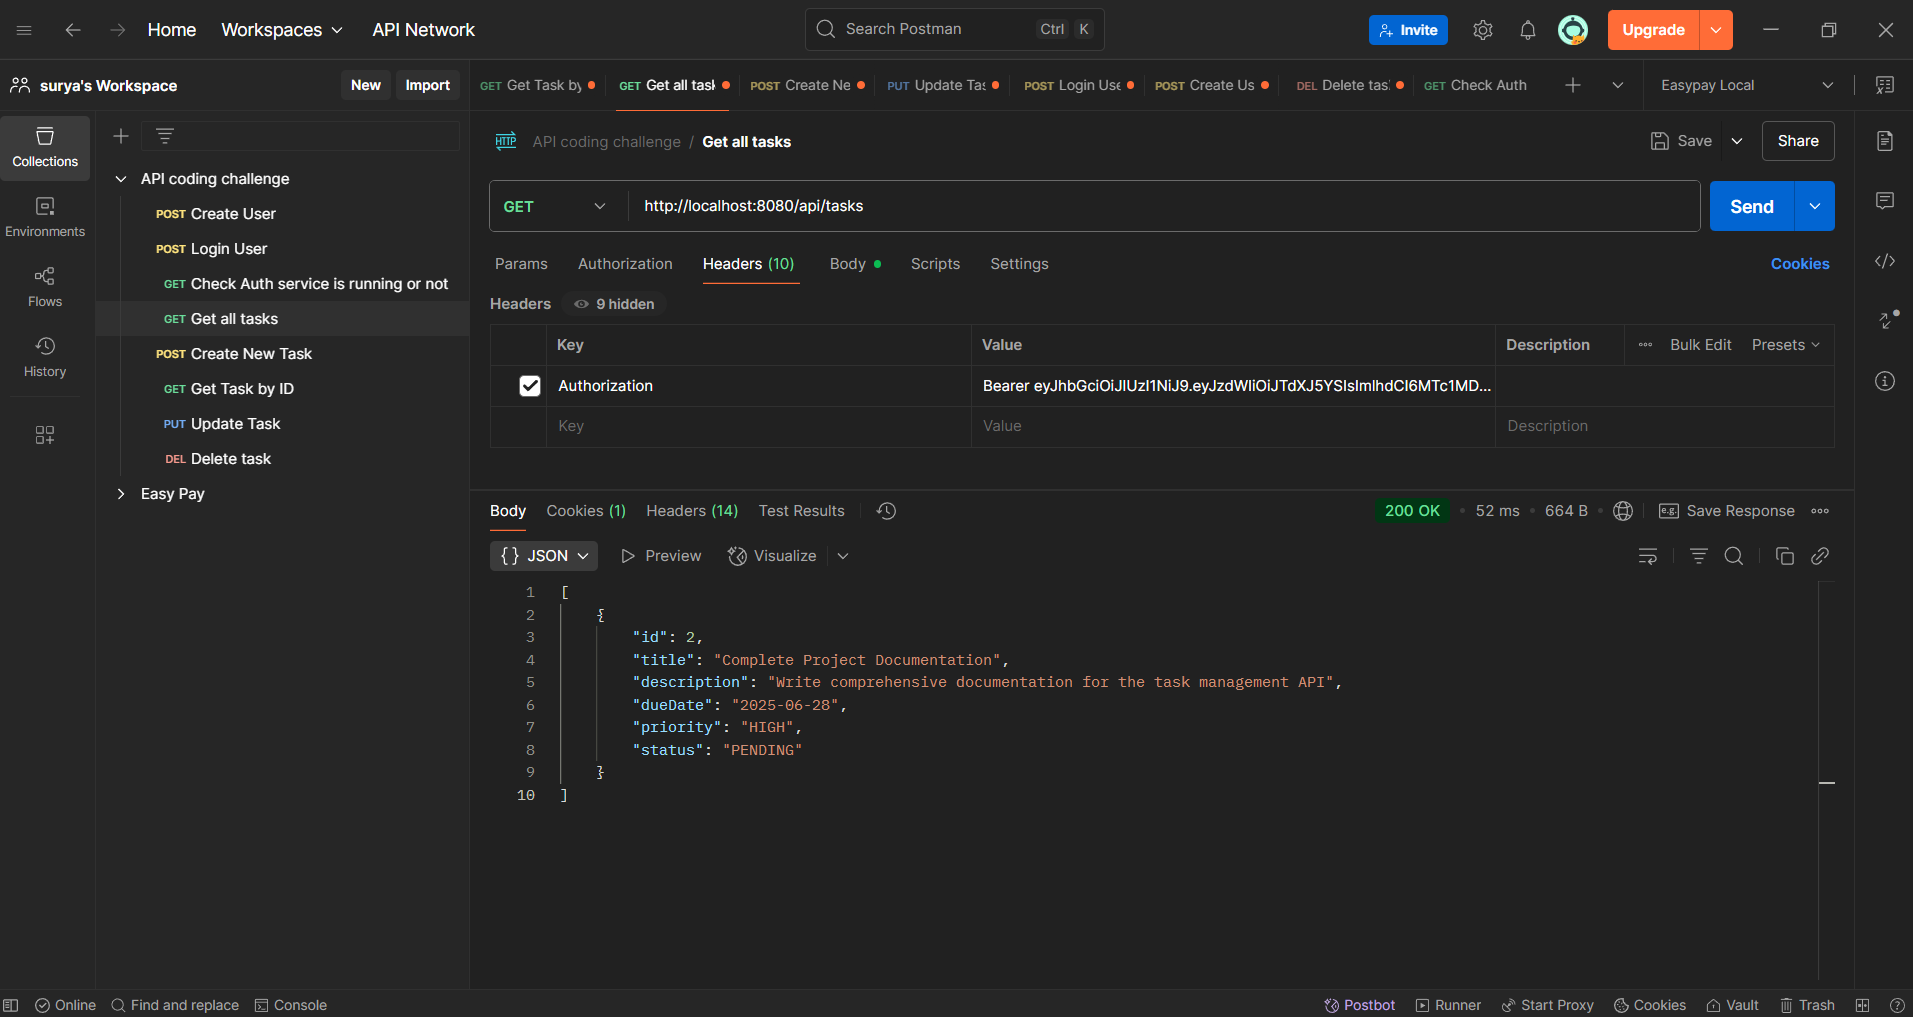 Home Workspaces API Network Search Postman Ctrl K Invite Upgrade
surya's Workspace New Import GET Get Task by GET Get all tasl POST Create Ne PUT Update Tas POST Login Use POST Create Us DEL Delete tas GET Check Auth Easypay Local
Collections
Environments
Flows
History
API coding challenge
POST Create User
POST Login User
GET Check Auth service is running or not
GET Get all tasks
POST Create New Task
GET Get Task by ID
PUT Update Task
DEL Delete task
Easy Pay
HTTP API coding challenge / Get all tasks Save Share
GET http://localhost:8080/api/tasks Send
Params Authorization Headers (10) Body Scripts Settings Cookies
Headers 9 hidden
Key Value Description Bulk Edit Presets
Authorization Bearer eyJhbGciOiJIUzI1NiJ9.eyJzdWIiOiJTdXJ5YSIsImlhdCI6MTc1MD...
Key Value Description
Body Cookies (1) Headers (14) Test Results 200 OK 52 ms 664 B e.g. Save Response
{} JSON Preview Visualize
1 [
2 {
3 "id": 2,
4 "title": "Complete Project Documentation",
5 "description": "Write comprehensive documentation for the task management API",
6 "dueDate": "2025-06-28",
7 "priority": "HIGH",
8 "status": "PENDING"
9 }
10 ]
Online Find and replace Console Postbot Runner Start Proxy Cookies Vault Trash